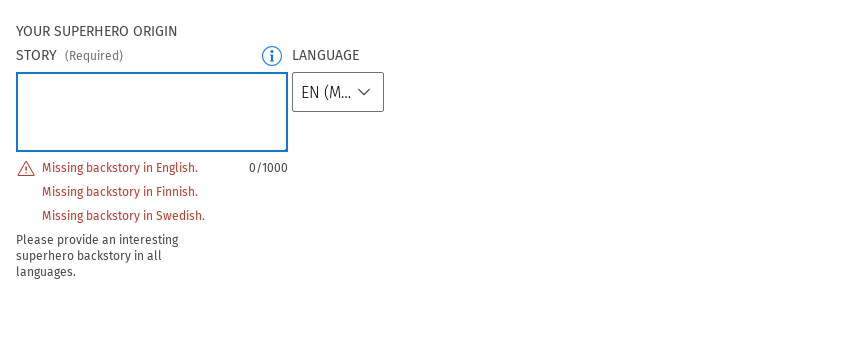 YOUR SUPERHERO ORIGIN
STORY (Required)
LANGUAGE
EN (M...
Missing backstory in English.
0/1000
Missing backstory in Finnish.
Missing backstory in Swedish.
Please provide an interesting
superhero backstory in all
languages.